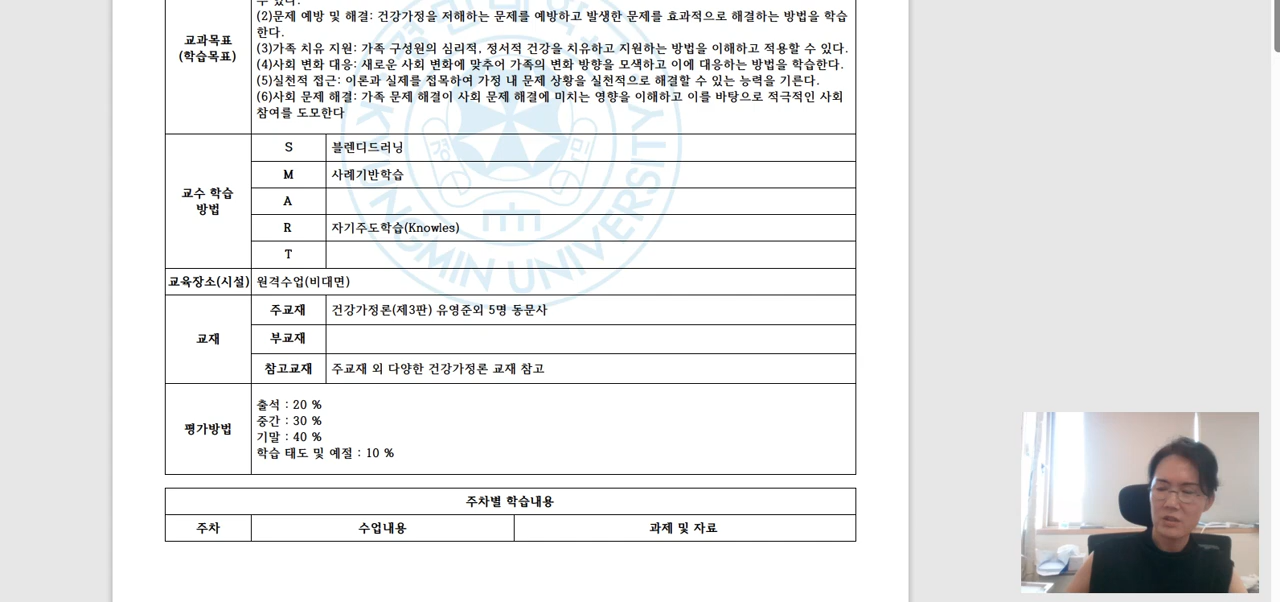 수 있다.
(2)문제 예방 및 해결: 건강가정을 저해하는 문제를 예방하고 발생한 문제를 효과적으로 해결하는 방법을 학습
한다.
교과목표
(학습목표)
(3)가족 치유 지원: 가족 구성원의 심리적, 정서적 건강을 치유하고 지원하는 방법을 이해하고 적용할 수 있다.
(4)사회 변화 대응: 새로운 사회 변화에 맞추어 가족의 변화 방향을 모색하고 이에 대응하는 방법을 학습한다.
(5)실천적 접근: 이론과 실제를 접목하여 가정 내 문제 상황을 실천적으로 해결할 수 있는 능력을 기른다.
(6)사회 문제 해결: 가족 문제 해결이 사회 문제 해결에 미치는 영향을 이해하고 이를 바탕으로 적극적인 사회
참여를 도모한다
교수 학습
방법
S 블렌디드러닝
M 사례기반학습
A
R 자기주도학습(Knowles)
T
교육장소(시설) 원격수업(비대면)
교재
주교재 건강가정론(제3판) 유영준외 5명 동문사
부교재
참고교재 주교재 외 다양한 건강가정론 교재 참고
평가방법
출석 : 20 %
중간 : 30 %
기말 : 40 %
학습 태도 및 예절 : 10 %
주차별 학습내용
주차 수업내용 과제 및 자료
경민대학
경 민
KYUNGMIN UNIVERSITY